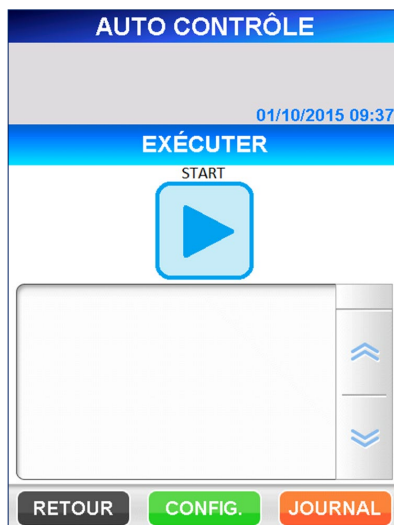 AUTO CONTRÔLE
01/10/2015 09:37
EXÉCUTER
START
RETOUR CONFIG. JOURNAL